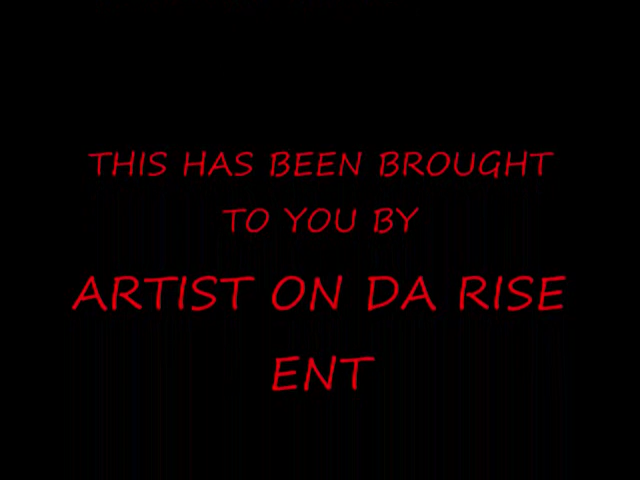 THIS HAS BEEN BROUGHT
TO YOU BY
ARTIST ON DA RISE
ENT